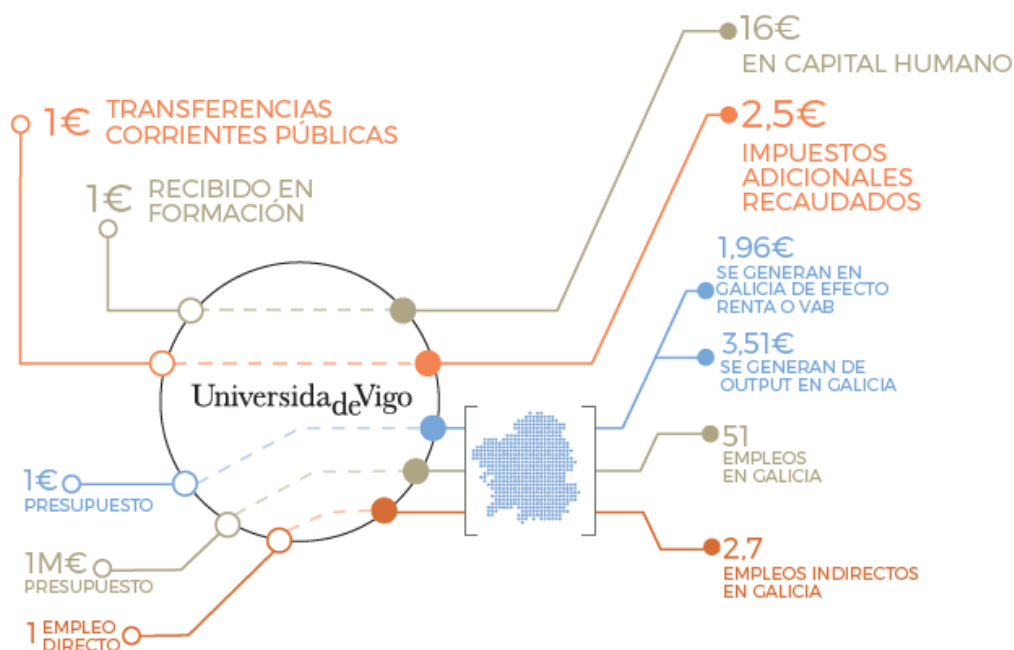 16€
EN CAPITAL HUMANO
1€ TRANSFERENCIAS
CORRIENTES PÚBLICAS
2,5€
IMPUESTOS
ADICIONALES
RECAUDADOS
1€ RECIBIDO EN
FORMACIÓN
1,96€
SE GENERAN EN
GALICIA DE EFECTO
RENTA O VAB
3,51€
SE GENERAN DE
OUTPUT EN GALICIA
UniversidadeVigo
51
EMPLEOS
EN GALICIA
1€
PRESUPUESTO
1M€
PRESUPUESTO
2,7
EMPLEOS INDIRECTOS
EN GALICIA
1 EMPLEO
DIRECTO